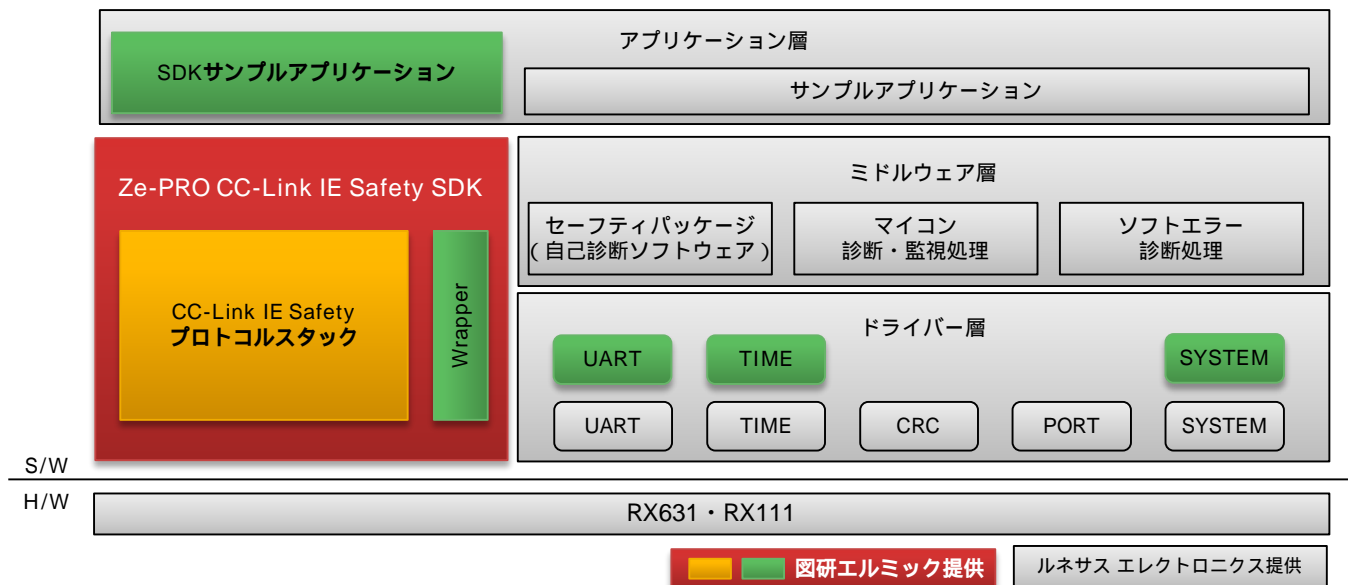 アプリケーション層
SDKサンプルアプリケーション
サンプルアプリケーション
Ze-PRO CC-Link IE Safety SDK
CC-Link IE Safety
プロトコルスタック
Wrapper
ミドルウェア層
セーフティパッケージ
(自己診断ソフトウェア)
マイコン
診断・監視処理
ソフトエラー
診断処理
ドライバー層
UART
TIME
SYSTEM
UART
TIME
CRC
PORT
SYSTEM
S/W
H/W
RX631・RX111
図研エルミック提供
ルネサス エレクトロニクス提供